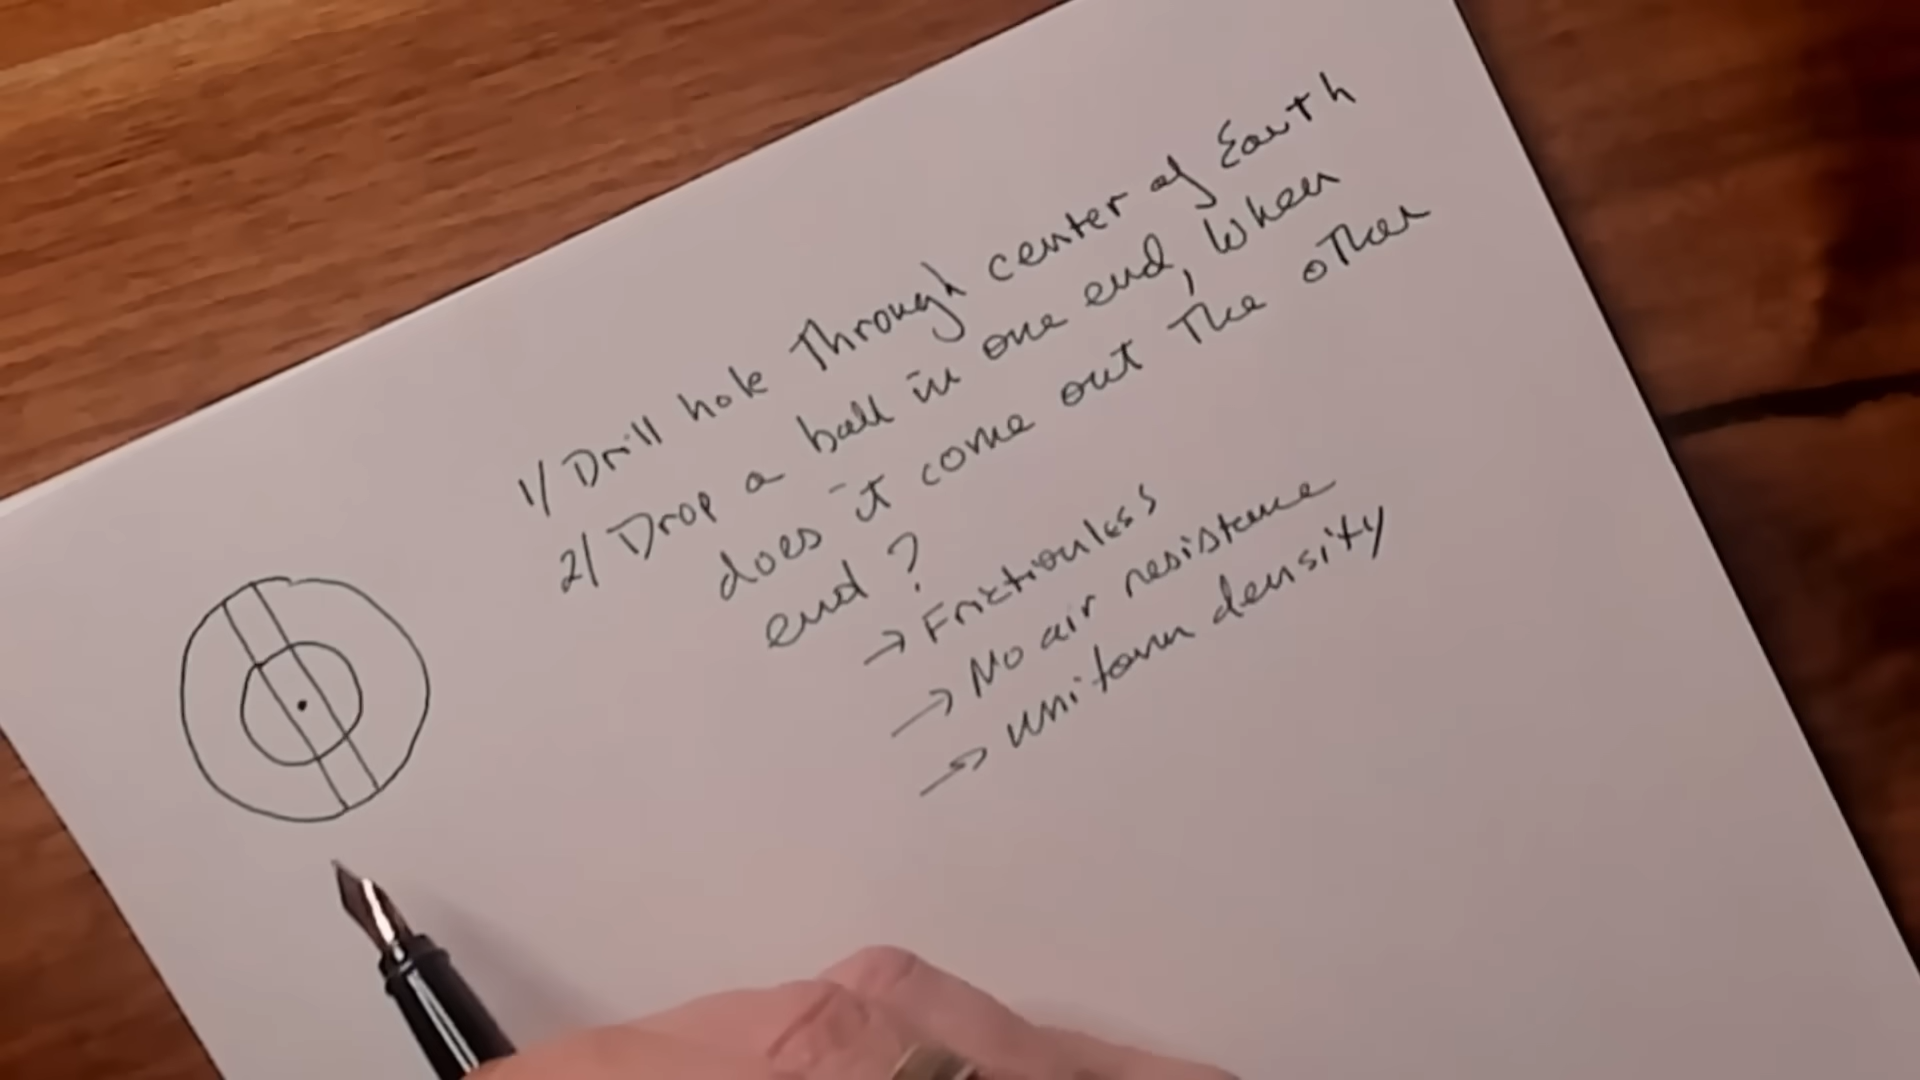 1/ Drill hole Through center of Earth
2/ Drop a ball in one end, When
does it come out The other
end?
→ Frictionless
→ No air resistance
→ uniform density